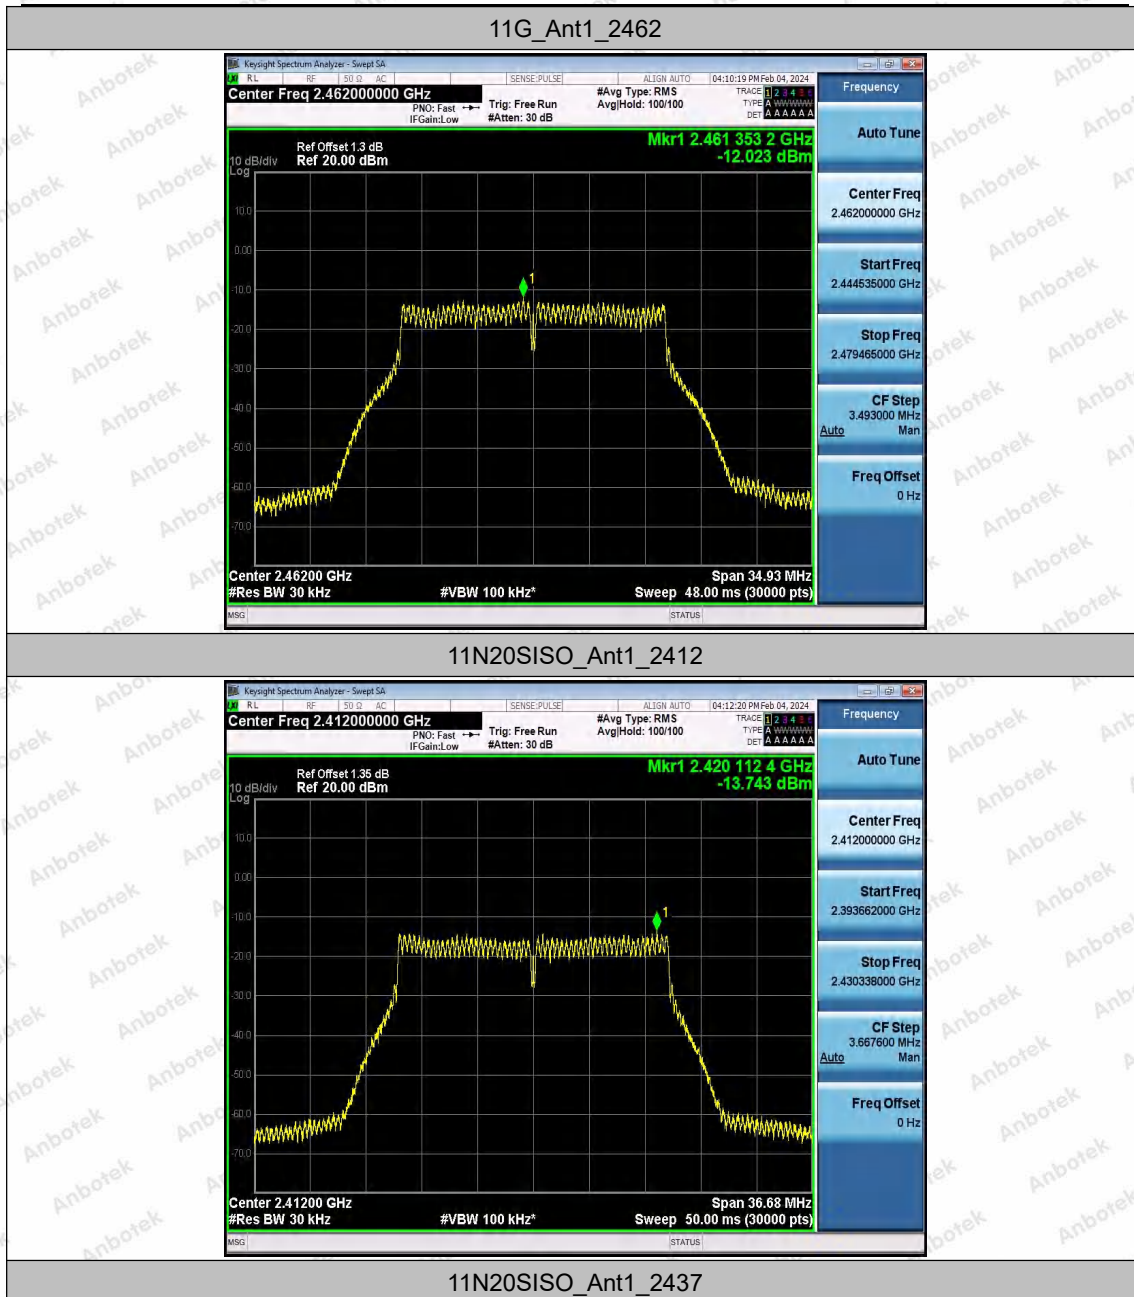 11G_Ant1_2462
Keysight Spectrum Analyzer - Swept SA
RL RF 50 Ω AC SENSE:PULSE ALIGN AUTO 04:10:19 PM Feb 04, 2024
Center Freq 2.462000000 GHz #Avg Type: RMS TRACE 1 2 3 4 5 6 Frequency
PNO: Fast Trig: Free Run Avg|Hold: 100/100 TYPE A WWWWW
IFGain:Low #Atten: 30 dB DET A A A A A A
Auto Tune
Mkr1 2.461 353 2 GHz
Ref Offset 1.3 dB
10 dB/div Ref 20.00 dBm -12.023 dBm
Log
Center Freq
2.462000000 GHz
10.0
0.00
Start Freq
2.444535000 GHz
1
-10.0
-20.0
Stop Freq
2.479465000 GHz
-30.0
-40.0
CF Step
3.493000 MHz
Auto Man
-50.0
-60.0
Freq Offset
0 Hz
-70.0
Center 2.46200 GHz Span 34.93 MHz
#Res BW 30 kHz #VBW 100 kHz* Sweep 48.00 ms (30000 pts)
MSG STATUS
11N20SISO_Ant1_2412
Keysight Spectrum Analyzer - Swept SA
RL RF 50 Ω AC SENSE:PULSE ALIGN AUTO 04:12:20 PM Feb 04, 2024
Center Freq 2.412000000 GHz #Avg Type: RMS TRACE 1 2 3 4 5 6 Frequency
PNO: Fast Trig: Free Run Avg|Hold: 100/100 TYPE A WWWWW
IFGain:Low #Atten: 30 dB DET A A A A A A
Auto Tune
Mkr1 2.420 112 4 GHz
Ref Offset 1.35 dB
10 dB/div Ref 20.00 dBm -13.743 dBm
Log
Center Freq
2.412000000 GHz
10.0
0.00
Start Freq
2.393662000 GHz
1
-10.0
-20.0
Stop Freq
2.430338000 GHz
-30.0
-40.0
CF Step
3.667600 MHz
Auto Man
-50.0
-60.0
Freq Offset
0 Hz
-70.0
Center 2.41200 GHz Span 36.68 MHz
#Res BW 30 kHz #VBW 100 kHz* Sweep 50.00 ms (30000 pts)
MSG STATUS
11N20SISO_Ant1_2437
Anbotek